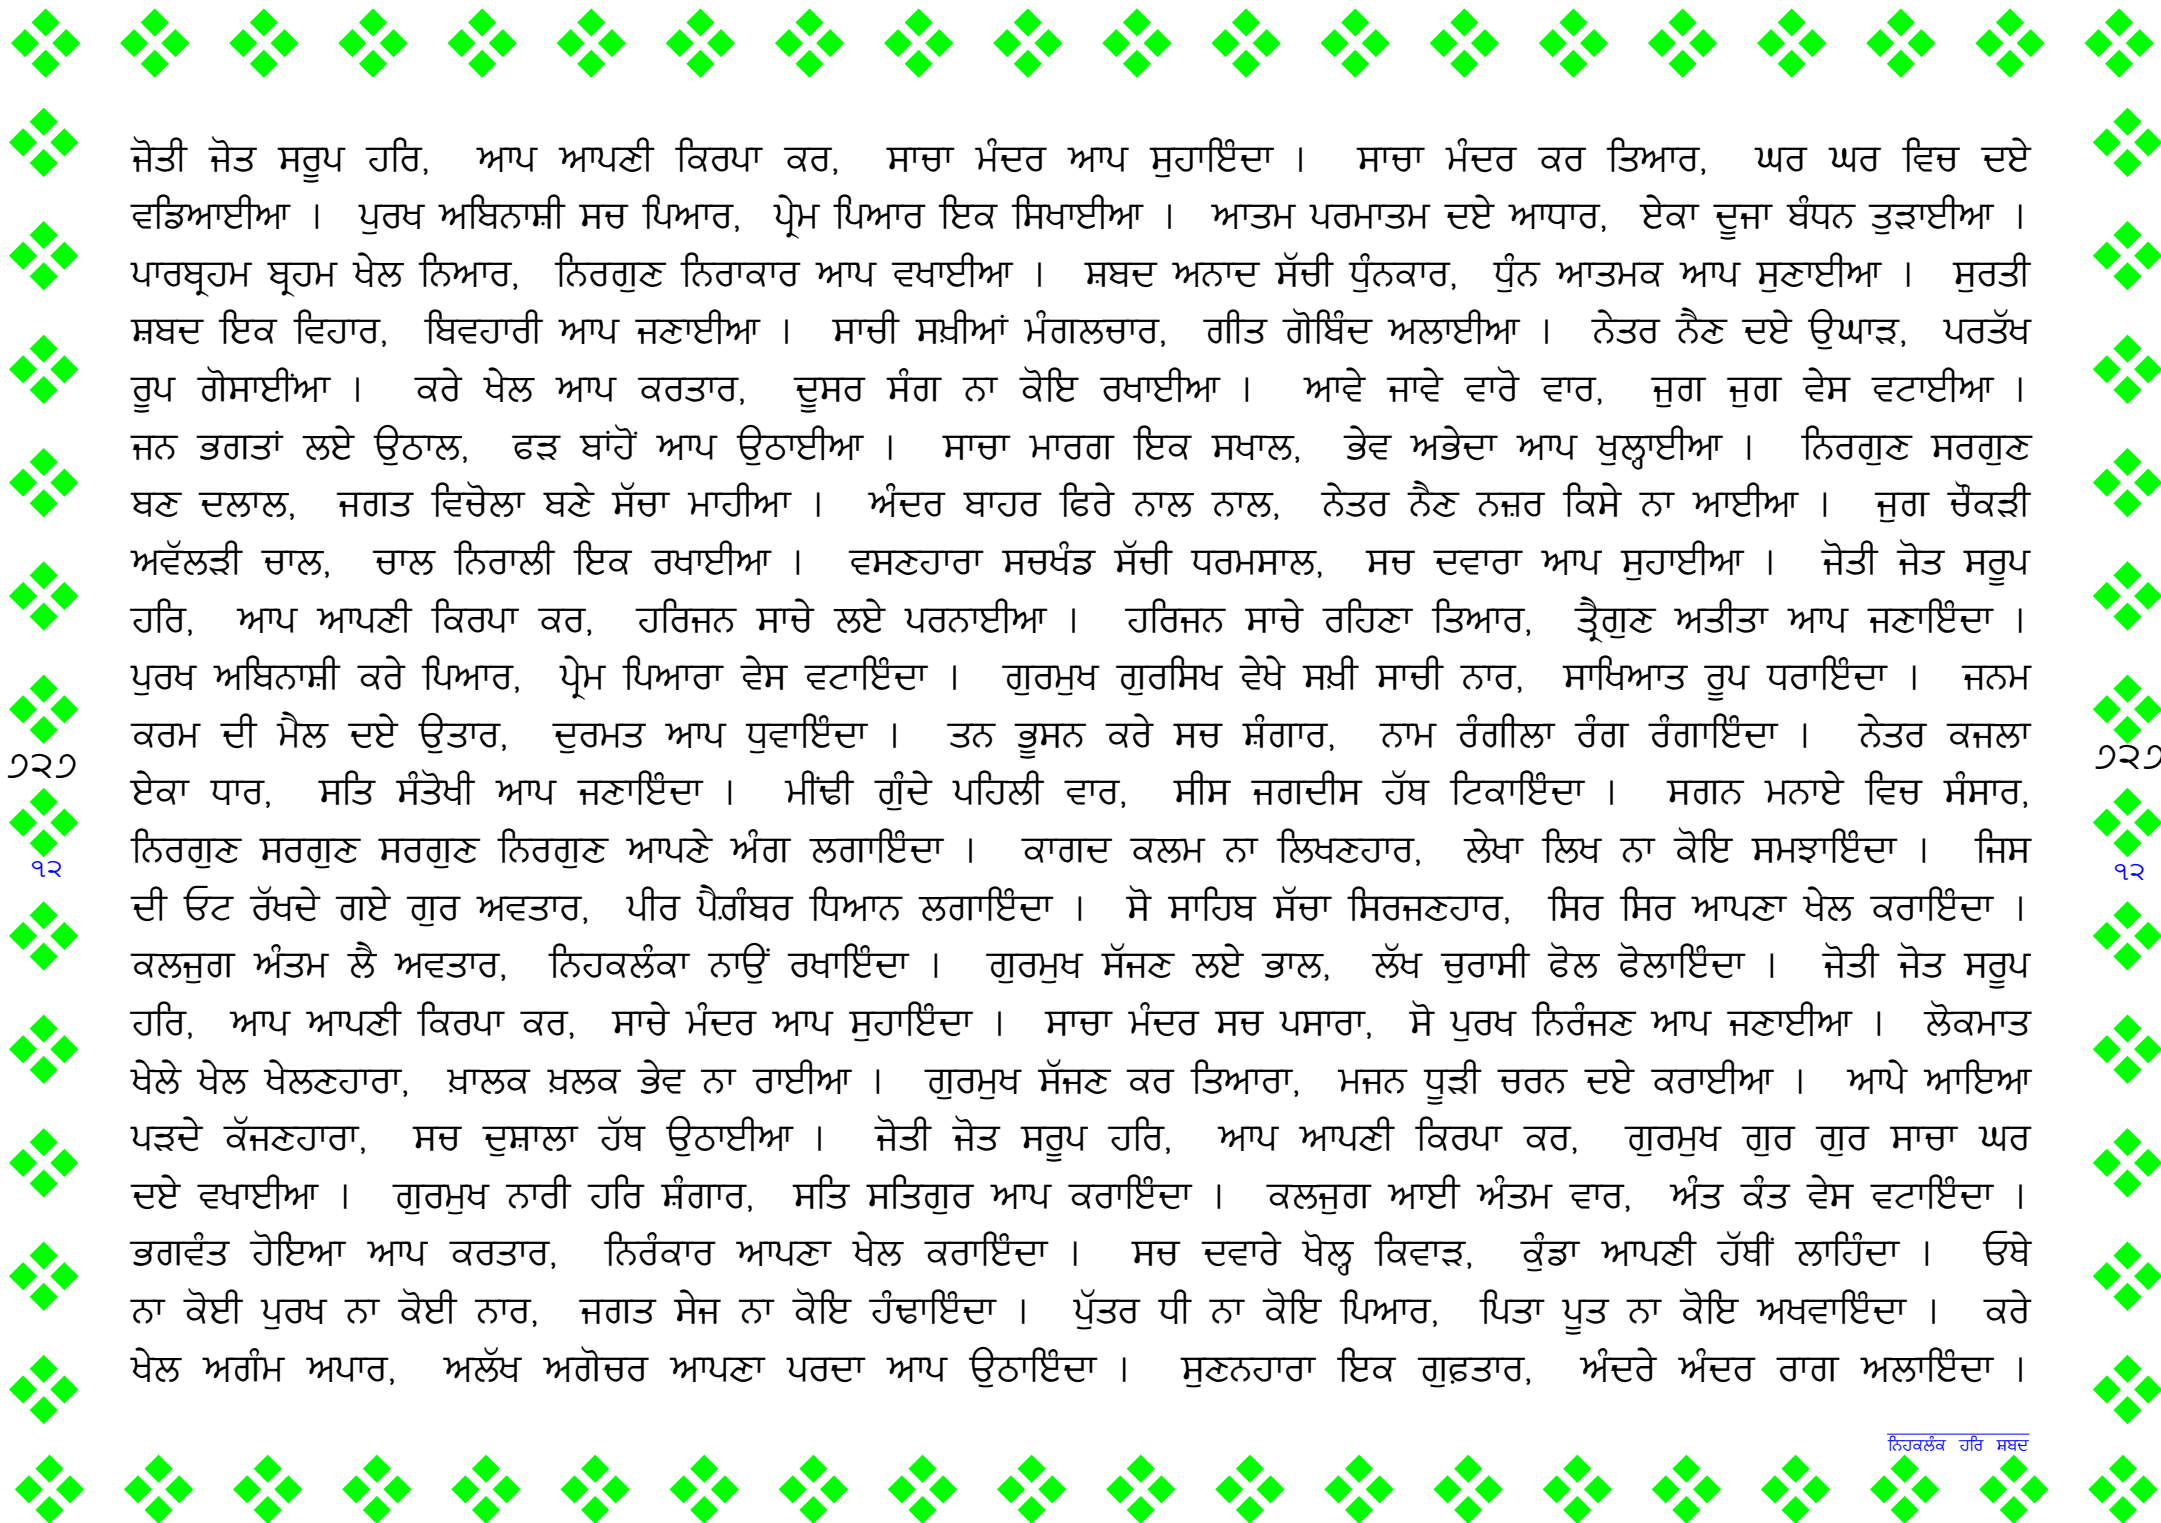 ਜੋਤੀ ਜੋਤ ਸਰੂਪ ਹਰਿ, ਆਪ ਆਪਣੀ ਕਿਰਪਾ ਕਰ, ਸਾਚਾ ਮੰਦਰ ਆਪ ਸੁਹਾਇੰਦਾ । ਸਾਚਾ ਮੰਦਰ ਕਰ ਤਿਆਰ, ਘਰ ਘਰ ਵਿਚ ਦਏ
ਵਡਿਆਈਆ । ਪੁਰਖ ਅਬਿਨਾਸ਼ੀ ਸਚ ਪਿਆਰ, ਪ੍ਰੇਮ ਪਿਆਰ ਇਕ ਸਿਖਾਈਆ । ਆਤਮ ਪਰਮਾਤਮ ਦਏ ਆਧਾਰ, ਏਕਾ ਦੂਜਾ ਬੰਧਨ ਤੁੜਾਈਆ ।
ਪਾਰਬ੍ਰਹਮ ਬ੍ਰਹਮ ਖੇਲ ਨਿਆਰ, ਨਿਰਗੁਣ ਨਿਰਾਕਾਰ ਆਪ ਵਖਾਈਆ । ਸ਼ਬਦ ਅਨਾਦ ਸੱਚੀ ਧੁੰਨਕਾਰ, ਧੁੰਨ ਆਤਮਕ ਆਪ ਸੁਣਾਈਆ । ਸੁਰਤੀ
ਸ਼ਬਦ ਇਕ ਵਿਹਾਰ, ਬਿਵਹਾਰੀ ਆਪ ਜਣਾਈਆ । ਸਾਚੀ ਸਖ਼ੀਆਂ ਮੰਗਲਚਾਰ, ਗੀਤ ਗੋਬਿੰਦ ਅਲਾਈਆ । ਨੇਤਰ ਨੈਣ ਦਏ ਉਘਾੜ, ਪਰਤੱਖ
ਰੂਪ ਗੋਸਾਈਂਆ । ਕਰੇ ਖੇਲ ਆਪ ਕਰਤਾਰ, ਦੂਸਰ ਸੰਗ ਨਾ ਕੋਇ ਰਖਾਈਆ । ਆਵੇ ਜਾਵੇ ਵਾਰੋ ਵਾਰ, ਜੁਗ ਜੁਗ ਵੇਸ ਵਟਾਈਆ ।
ਜਨ ਭਗਤਾਂ ਲਏ ਉਠਾਲ, ਫੜ ਬਾਂਹੋਂ ਆਪ ਉਠਾਈਆ । ਸਾਚਾ ਮਾਰਗ ਇਕ ਸਖਾਲ, ਭੇਵ ਅਭੇਦਾ ਆਪ ਖੁਲ੍ਹਾਈਆ । ਨਿਰਗੁਣ ਸਰਗੁਣ
ਬਣ ਦਲਾਲ, ਜਗਤ ਵਿਚੋਲਾ ਬਣੇ ਸੱਚਾ ਮਾਹੀਆ । ਅੰਦਰ ਬਾਹਰ ਫਿਰੇ ਨਾਲ ਨਾਲ, ਨੇਤਰ ਨੈਣ ਨਜ਼ਰ ਕਿਸੇ ਨਾ ਆਈਆ । ਜੁਗ ਚੌਕੜੀ
ਅਵੱਲੜੀ ਚਾਲ, ਚਾਲ ਨਿਰਾਲੀ ਇਕ ਰਖਾਈਆ । ਵਸਣਹਾਰਾ ਸਚਖੰਡ ਸੱਚੀ ਧਰਮਸਾਲ, ਸਚ ਦਵਾਰਾ ਆਪ ਸੁਹਾਈਆ । ਜੋਤੀ ਜੋਤ ਸਰੂਪ
ਹਰਿ, ਆਪ ਆਪਣੀ ਕਿਰਪਾ ਕਰ, ਹਰਿਜਨ ਸਾਚੇ ਲਏ ਪਰਨਾਈਆ । ਹਰਿਜਨ ਸਾਚੇ ਰਹਿਣਾ ਤਿਆਰ, ਤ੍ਰੈਗੁਣ ਅਤੀਤਾ ਆਪ ਜਣਾਇੰਦਾ ।
ਪੁਰਖ ਅਬਿਨਾਸ਼ੀ ਕਰੇ ਪਿਆਰ, ਪ੍ਰੇਮ ਪਿਆਰਾ ਵੇਸ ਵਟਾਇੰਦਾ । ਗੁਰਮੁਖ ਗੁਰਸਿਖ ਵੇਖੇ ਸਖ਼ੀ ਸਾਚੀ ਨਾਰ, ਸਾਖਿਆਤ ਰੂਪ ਧਰਾਇੰਦਾ । ਜਨਮ
ਕਰਮ ਦੀ ਮੈਲ ਦਏ ਉਤਾਰ, ਦੁਰਮਤ ਆਪ ਧੁਵਾਇੰਦਾ । ਤਨ ਭੂਸਨ ਕਰੇ ਸਚ ਸ਼ੰਗਾਰ, ਨਾਮ ਰੰਗੀਲਾ ਰੰਗ ਰੰਗਾਇੰਦਾ । ਨੇਤਰ ਕਜਲਾ
ਏਕਾ ਧਾਰ, ਸਤਿ ਸੰਤੋਖੀ ਆਪ ਜਣਾਇੰਦਾ । ਮੀਂਢੀ ਗੁੰਦੇ ਪਹਿਲੀ ਵਾਰ, ਸੀਸ ਜਗਦੀਸ ਹੱਥ ਟਿਕਾਇੰਦਾ । ਸਗਨ ਮਨਾਏ ਵਿਚ ਸੰਸਾਰ,
ਨਿਰਗੁਣ ਸਰਗੁਣ ਸਰਗੁਣ ਨਿਰਗੁਣ ਆਪਣੇ ਅੰਗ ਲਗਾਇੰਦਾ । ਕਾਗਦ ਕਲਮ ਨਾ ਲਿਖਣਹਾਰ, ਲੇਖਾ ਲਿਖ ਨਾ ਕੋਇ ਸਮਝਾਇੰਦਾ । ਜਿਸ
ਦੀ ਓਟ ਰੱਖਦੇ ਗਏ ਗੁਰ ਅਵਤਾਰ, ਪੀਰ ਪੈਗ਼ੰਬਰ ਧਿਆਨ ਲਗਾਇੰਦਾ । ਸੋ ਸਾਹਿਬ ਸੱਚਾ ਸਿਰਜਣਹਾਰ, ਸਿਰ ਸਿਰ ਆਪਣਾ ਖੇਲ ਕਰਾਇੰਦਾ ।
ਕਲਜੁਗ ਅੰਤਮ ਲੈ ਅਵਤਾਰ, ਨਿਹਕਲੰਕਾ ਨਾਉਂ ਰਖਾਇੰਦਾ । ਗੁਰਮੁਖ ਸੱਜਣ ਲਏ ਭਾਲ, ਲੱਖ ਚੁਰਾਸੀ ਫੋਲ ਫੋਲਾਇੰਦਾ । ਜੋਤੀ ਜੋਤ ਸਰੂਪ
ਹਰਿ, ਆਪ ਆਪਣੀ ਕਿਰਪਾ ਕਰ, ਸਾਚੇ ਮੰਦਰ ਆਪ ਸੁਹਾਇੰਦਾ । ਸਾਚਾ ਮੰਦਰ ਸਚ ਪਸਾਰਾ, ਸੋ ਪੁਰਖ ਨਿਰੰਜਣ ਆਪ ਜਣਾਈਆ । ਲੋਕਮਾਤ
ਖੇਲੇ ਖੇਲ ਖੇਲਣਹਾਰਾ, ਖ਼ਾਲਕ ਖ਼ਲਕ ਭੇਵ ਨਾ ਰਾਈਆ । ਗੁਰਮੁਖ ਸੱਜਣ ਕਰ ਤਿਆਰਾ, ਮਜਨ ਧੂੜੀ ਚਰਨ ਦਏ ਕਰਾਈਆ । ਆਪੇ ਆਇਆ
ਪੜਦੇ ਕੱਜਣਹਾਰਾ, ਸਚ ਦੁਸ਼ਾਲਾ ਹੱਥ ਉਠਾਈਆ । ਜੋਤੀ ਜੋਤ ਸਰੂਪ ਹਰਿ, ਆਪ ਆਪਣੀ ਕਿਰਪਾ ਕਰ, ਗੁਰਮੁਖ ਗੁਰ ਗੁਰ ਸਾਚਾ ਘਰ
ਦਏ ਵਖਾਈਆ । ਗੁਰਮੁਖ ਨਾਰੀ ਹਰਿ ਸ਼ੰਗਾਰ, ਸਤਿ ਸਤਿਗੁਰ ਆਪ ਕਰਾਇੰਦਾ । ਕਲਜੁਗ ਆਈ ਅੰਤਮ ਵਾਰ, ਅੰਤ ਕੰਤ ਵੇਸ ਵਟਾਇੰਦਾ ।
ਭਗਵੰਤ ਹੋਇਆ ਆਪ ਕਰਤਾਰ, ਨਿਰੰਕਾਰ ਆਪਣਾ ਖੇਲ ਕਰਾਇੰਦਾ । ਸਚ ਦਵਾਰੇ ਖੋਲ੍ਹ ਕਿਵਾੜ, ਕੁੰਡਾ ਆਪਣੀ ਹੱਥੀਂ ਲਾਹਿੰਦਾ । ਓਥੇ
ਨਾ ਕੋਈ ਪੁਰਖ ਨਾ ਕੋਈ ਨਾਰ, ਜਗਤ ਸੇਜ ਨਾ ਕੋਇ ਹੰਢਾਇੰਦਾ । ਪੁੱਤਰ ਧੀ ਨਾ ਕੋਇ ਪਿਆਰ, ਪਿਤਾ ਪੂਤ ਨਾ ਕੋਇ ਅਖਵਾਇੰਦਾ । ਕਰੇ
ਖੇਲ ਅਗੰਮ ਅਪਾਰ, ਅਲੱਖ ਅਗੋਚਰ ਆਪਣਾ ਪਰਦਾ ਆਪ ਉਠਾਇੰਦਾ । ਸੁਣਨਹਾਰਾ ਇਕ ਗੁਫ਼ਤਾਰ, ਅੰਦਰੇ ਅੰਦਰ ਰਾਗ ਅਲਾਇੰਦਾ ।
੭੨੭
੧੨
੭੨੭
੧੨
ਨਿਹਕਲੰਕ ਹਰਿ ਸ਼ਬਦ